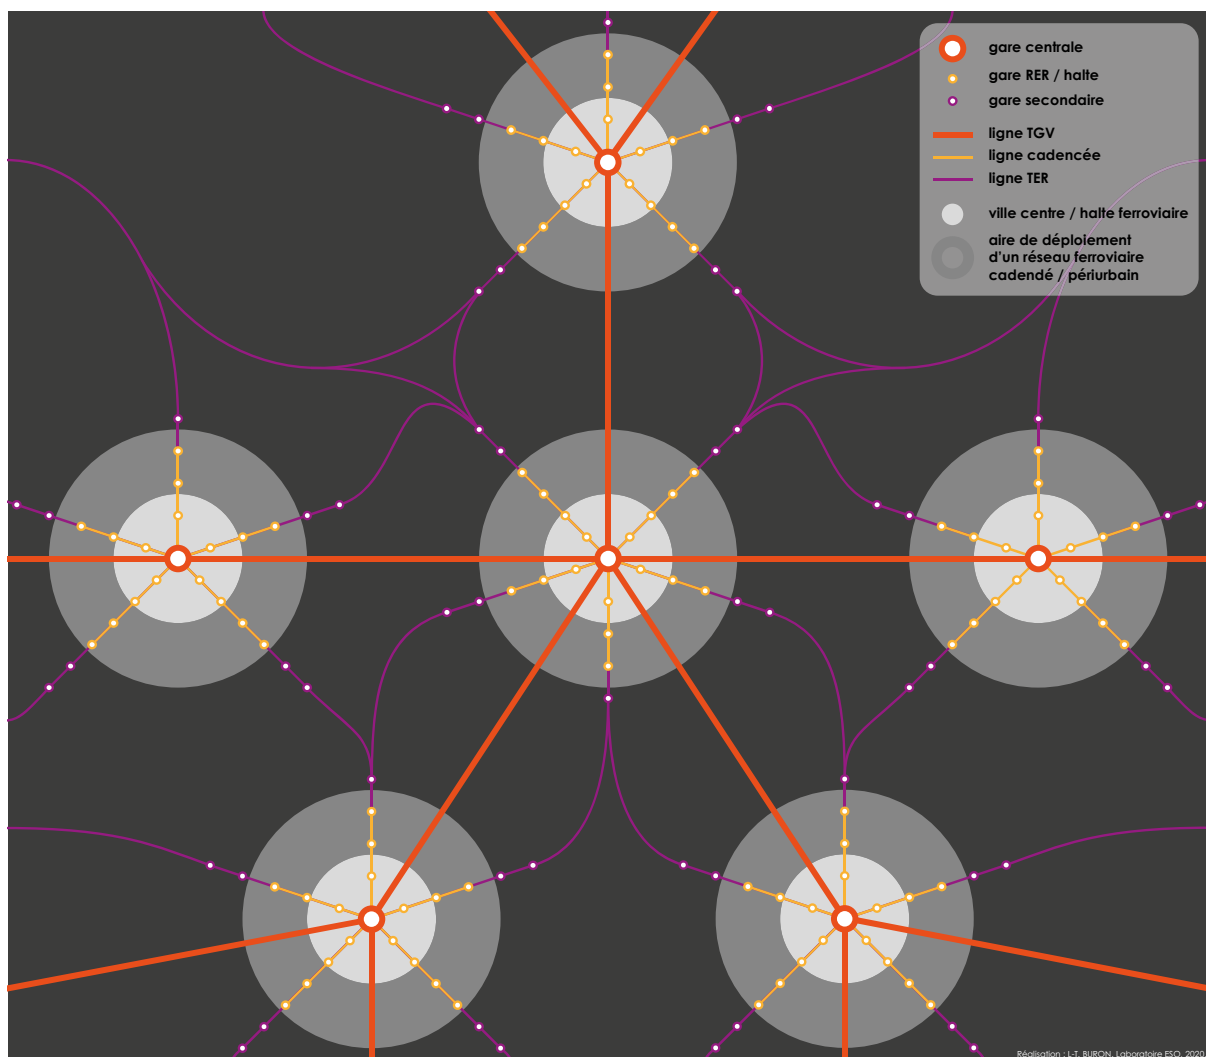 gare centrale
gare RER / halte
gare secondaire
ligne TGV
ligne cadencée
ligne TER
ville centre / halte ferroviaire
aire de déploiement
d'un réseau ferroviaire
cadendé / périurbain
Réalisation : L-T. BURON, Laboratoire ESO, 2020